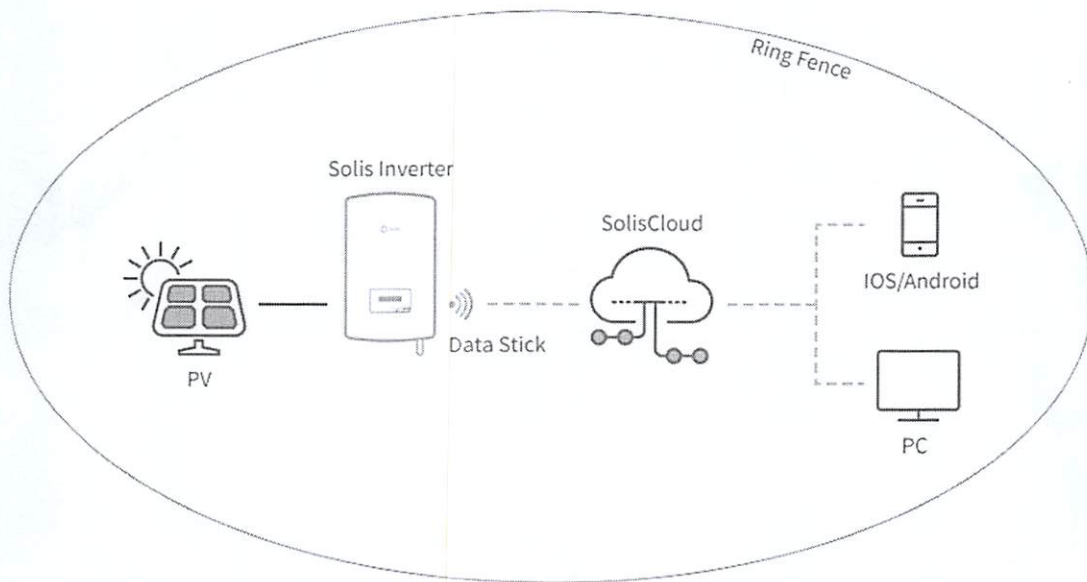 Ring Fence
Solis Inverter
SolisCloud
IOS/Android
Data Stick
PV
PC